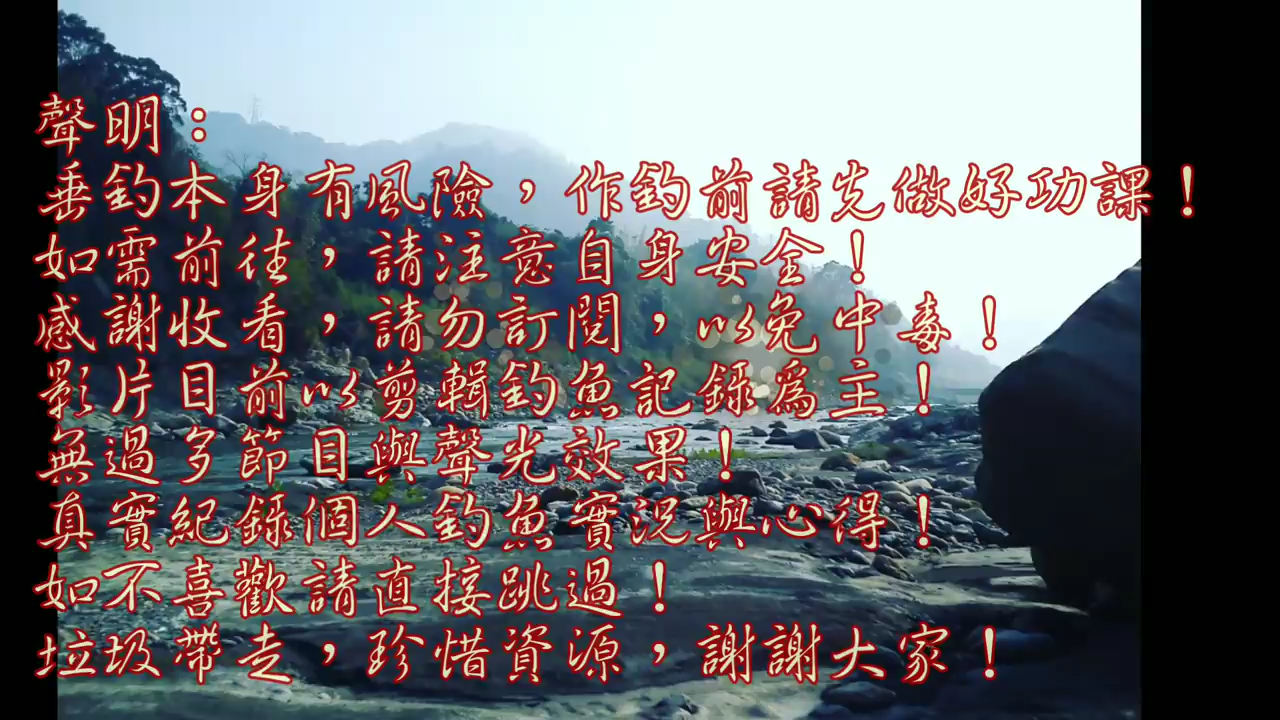 聲明：
垂釣本身有風險，作釣前請先做好功課！
如需前往，請注意自身安全！
感謝收看，請勿訂閱，以免中毒！
影片目前以剪輯釣魚記錄為主！
無過多節目與聲光效果！
真實紀錄個人釣魚實況與心得！
如不喜歡請直接跳過！
垃圾帶走，珍惜資源，謝謝大家！